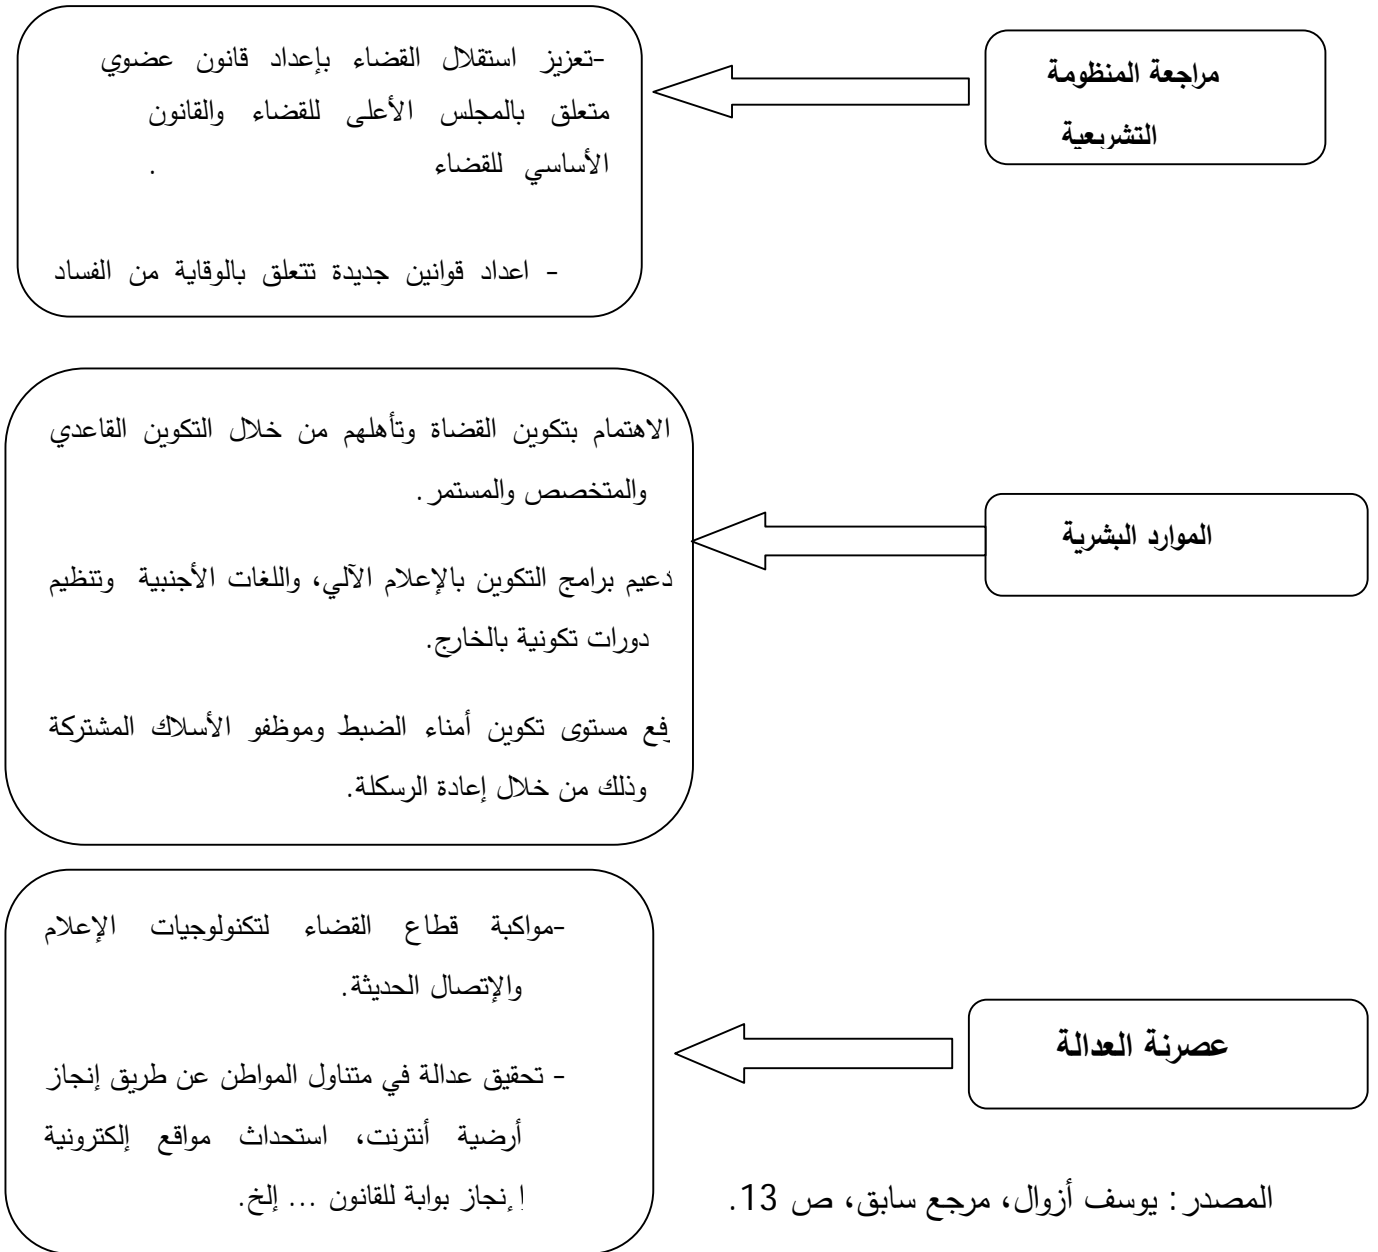 مراجعة المنظومة
التشريعية
-تعزيز استقلال القضاء بإعداد قانون عضوي
متعلق بالمجلس الأعلى للقضاء والقانون
الأساسي للقضاء .
- اعداد قوانين جديدة تتعلق بالوقاية من الفساد
الموارد البشرية
الاهتمام بتكوين القضاة وتأهلهم من خلال التكوين القاعدي
والمتخصص والمستمر.
دعيم برامج التكوين بالإعلام الآلي، واللغات الأجنبية وتنظيم
دورات تكونية بالخارج.
رفع مستوى تكوين أمناء الضبط وموظفو الأسلاك المشتركة
وذلك من خلال إعادة الرسكلة.
عصرنة العدالة
-مواكبة قطاع القضاء لتكنولوجيات الإعلام
والإتصال الحديثة.
- تحقيق عدالة في متناول المواطن عن طريق إنجاز
أرضية أنترنت، استحداث مواقع إلكترونية
إنجاز بوابة للقانون ... إلخ.
المصدر: يوسف أزوال، مرجع سابق، ص 13.